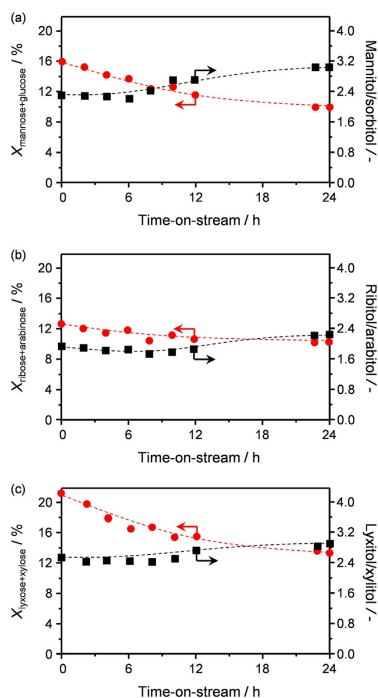 (a)
20
16
12
8
4
0
X mannose+glucose / %
4.0
3.2
2.4
1.6
0.8
0.0
Mannitol/sorbitol / -
0 6 12 18 24
Time-on-stream / h
(b)
20
16
12
8
4
0
X ribose+arabinose / %
4.0
3.2
2.4
1.6
0.8
0.0
Ribitol/arabitol / -
0 6 12 18 24
Time-on-stream / h
(c)
20
16
12
8
4
0
X lyxose+xylose / %
4.0
3.2
2.4
1.6
0.8
0.0
Lyxitol/xylitol / -
0 6 12 18 24
Time-on-stream / h